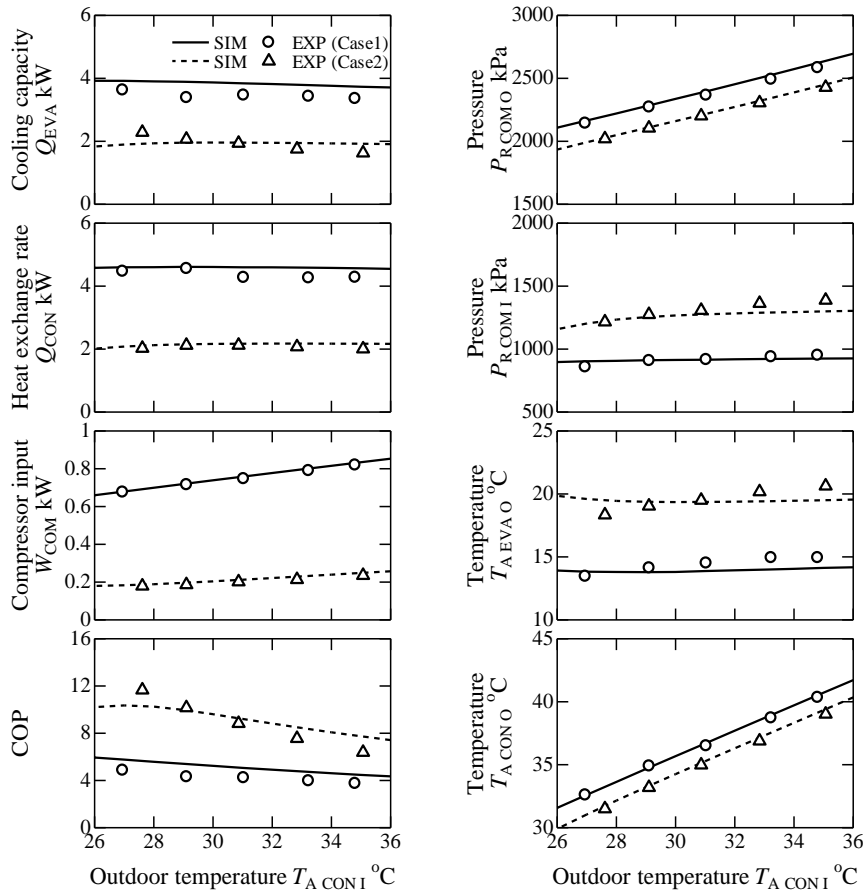 SIM EXP (Case1)
SIM EXP (Case2)
Cooling capacity
Q_EVA kW
6
4
2
0
Heat exchange rate
Q_CON kW
6
4
2
0
Compressor input
W_COM kW
1
0.8
0.6
0.4
0.2
0
COP
16
12
8
4
0
26 28 30 32 34 36
Outdoor temperature T_A CON I °C
Pressure
P_R COM O kPa
3000
2500
2000
1500
Pressure
P_R COM I kPa
2000
1500
1000
500
Temperature
T_A EVA O °C
25
20
15
10
Temperature
T_A CON O °C
45
40
35
30
26 28 30 32 34 36
Outdoor temperature T_A CON I °C